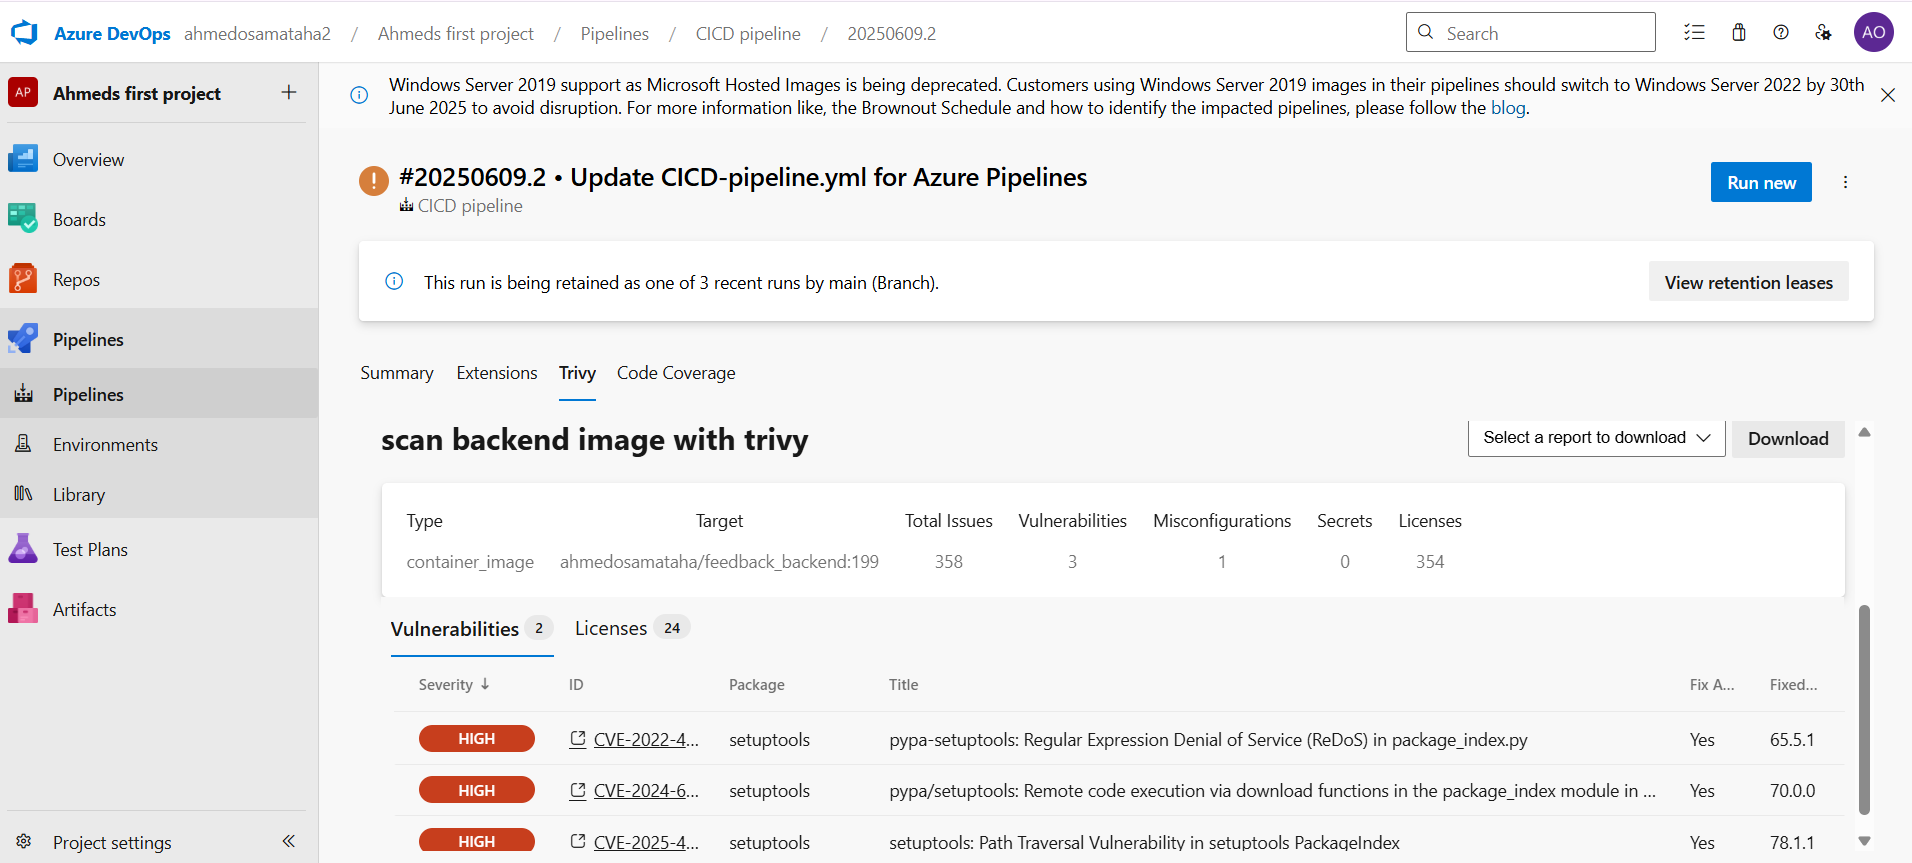 Azure DevOps ahmedosamataha2 / Ahmeds first project / Pipelines / CICD pipeline / 20250609.2
Search
AO
AP Ahmeds first project +
Overview
Boards
Repos
Pipelines
Pipelines
Environments
Library
Test Plans
Artifacts
Project settings
Windows Server 2019 support as Microsoft Hosted Images is being deprecated. Customers using Windows Server 2019 images in their pipelines should switch to Windows Server 2022 by 30th
June 2025 to avoid disruption. For more information like, the Brownout Schedule and how to identify the impacted pipelines, please follow the blog.
#20250609.2 • Update CICD-pipeline.yml for Azure Pipelines
CICD pipeline
Run new
This run is being retained as one of 3 recent runs by main (Branch).
View retention leases
Summary Extensions Trivy Code Coverage
scan backend image with trivy
Select a report to download
Download
Type Target Total Issues Vulnerabilities Misconfigurations Secrets Licenses
container_image ahmedosamataha/feedback_backend:199 358 3 1 0 354
Vulnerabilities 2 Licenses 24
Severity ID Package Title Fix A... Fixed...
HIGH CVE-2022-4... setuptools pypa-setuptools: Regular Expression Denial of Service (ReDoS) in package_index.py Yes 65.5.1
HIGH CVE-2024-6... setuptools pypa/setuptools: Remote code execution via download functions in the package_index module in ... Yes 70.0.0
HIGH CVE-2025-4... setuptools setuptools: Path Traversal Vulnerability in setuptools PackageIndex Yes 78.1.1